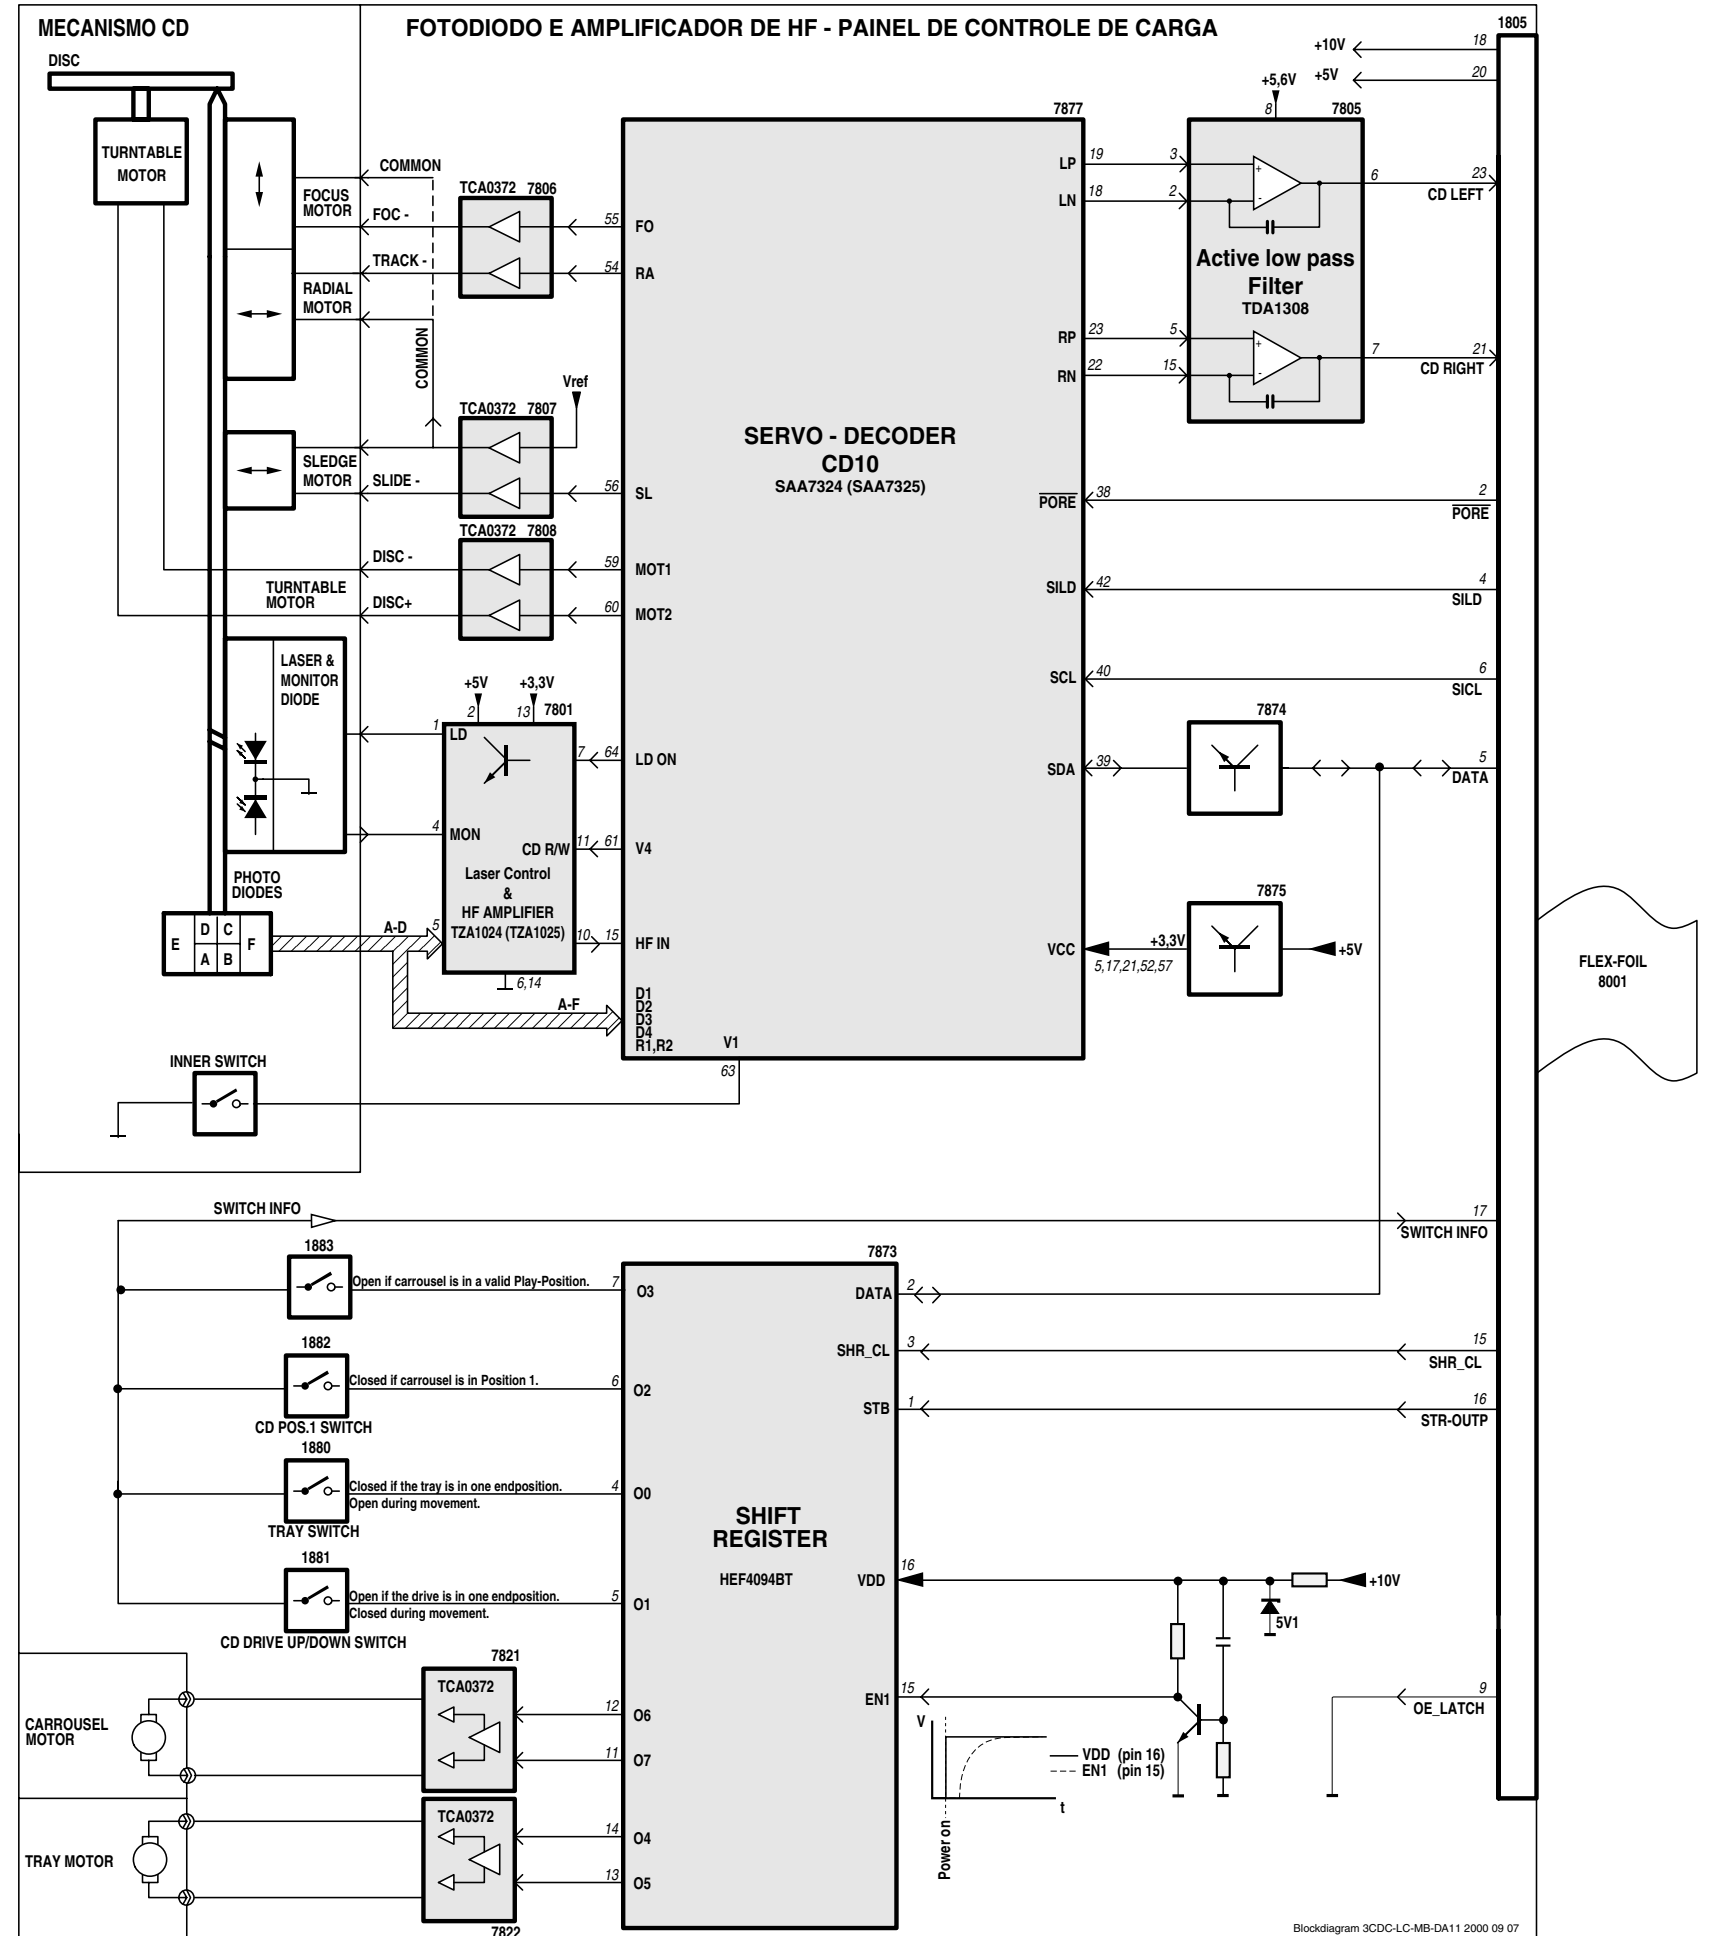 MECANISMO CD
FOTODIODO E AMPLIFICADOR DE HF - PAINEL DE CONTROLE DE CARGA
1805
DISC
+10V
18
+5V
20
+5,6V
8
7805
7877
TURNTABLE
MOTOR
COMMON
FOCUS
MOTOR
FOC -
TCA0372 7806
55
FO
TRACK -
54
RA
RADIAL
MOTOR
COMMON
LP
19
3
LN
18
2
6
23
CD LEFT
Active low pass
Filter
TDA1308
RP
23
5
RN
22
15
7
21
CD RIGHT
Vref
TCA0372 7807
SLEDGE
MOTOR
SLIDE -
56
SL
SERVO - DECODER
CD10
SAA7324 (SAA7325)
PORE
38
2
PORE
TCA0372 7808
DISC -
59
MOT1
TURNTABLE
MOTOR
DISC+
60
MOT2
SILD
42
4
SILD
LASER &
MONITOR
DIODE
+5V
+3,3V
2
13
7801
1
LD
7
64
LD ON
SCL
40
6
SICL
7874
SDA
39
5
DATA
4
MON
CD R/W
11
61
V4
Laser Control
&
HF AMPLIFIER
TZA1024 (TZA1025)
PHOTO
DIODES
E
D
C
A
B
F
A-D
5
10
15
HF IN
6,14
A-F
D1
D2
D3
D4
R1,R2
V1
63
7875
VCC
+3,3V
5,17,21,52,57
+5V
FLEX-FOIL
8001
INNER SWITCH
SWITCH INFO
17
SWITCH INFO
1883
Open if carrousel is in a valid Play-Position.
7
O3
7873
DATA
2
1882
Closed if carrousel is in Position 1.
6
O2
CD POS.1 SWITCH
SHR_CL
3
15
SHR_CL
STB
1
16
STR-OUTP
1880
Closed if the tray is in one endposition.
Open during movement.
4
O0
TRAY SWITCH
SHIFT
REGISTER
HEF4094BT
1881
Open if the drive is in one endposition.
Closed during movement.
5
O1
CD DRIVE UP/DOWN SWITCH
VDD
16
+10V
5V1
7821
TCA0372
CARROUSEL
MOTOR
12
O6
11
O7
EN1
15
9
OE_LATCH
V
VDD (pin 16)
EN1 (pin 15)
t
Power on
TCA0372
TRAY MOTOR
14
O4
13
O5
7822
Blockdiagram 3CDC-LC-MB-DA11 2000 09 07